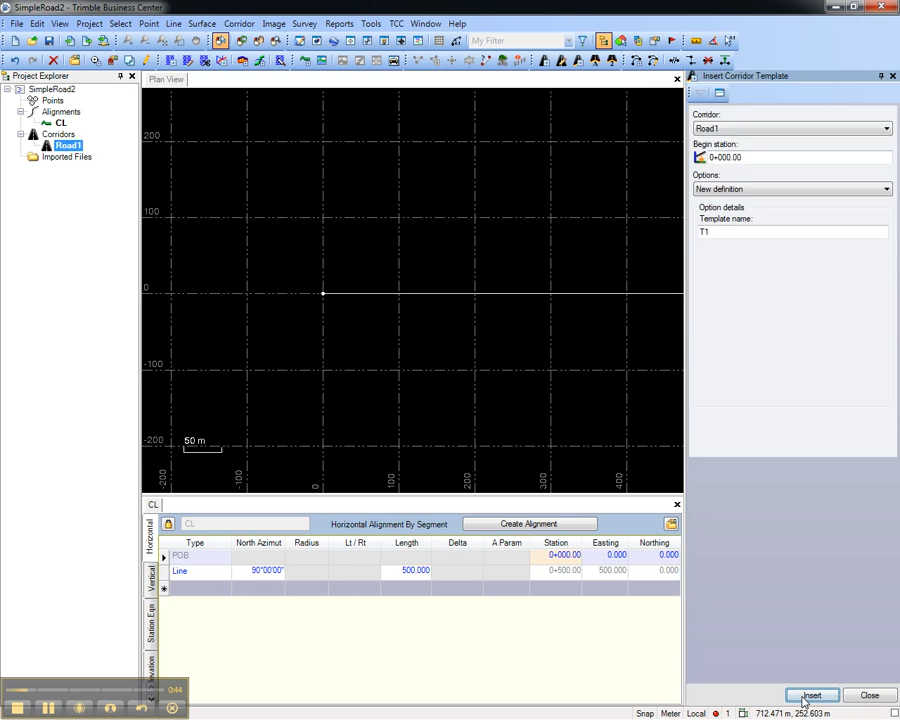 SimpleRoad2 - Trimble Business Center
File Edit View Project Select Point Line Surface Corridor Image Survey Reports Tools TCC Window Help
My Filter
Project Explorer
SimpleRoad2
Points
Alignments
CL
Corridors
Road1
Imported Files
Plan View
200
100
0
-100
-200
50 m
-200 -100 0 100 200 300 400
Insert Corridor Template
Corridor:
Road1
Begin station:
0+000.00
Options:
New definition
Option details
Template name:
T1
CL
CL Horizontal Alignment By Segment Create Alignment
Horizontal
Vertical
Station Eqn
Type North Azimut Radius Lt / Rt Length Delta A Param Station Easting Northing
POB 0+000.00 0.000 0.000
Line 90°00'00" 500.000 0+500.00 500.000 0.000
0:44
Insert Close
Snap Meter Local 1 712.471 m, 252.603 m